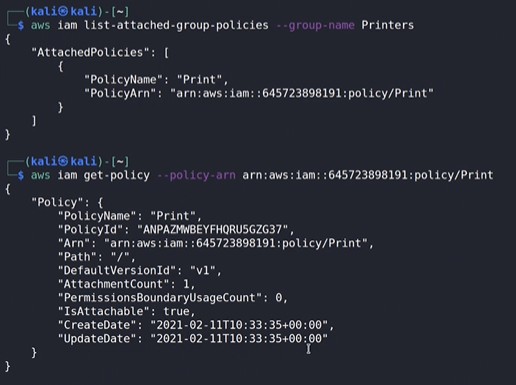 ┌──(kali㉿kali)-[~]
└─$ aws iam list-attached-group-policies --group-name Printers
{
    "AttachedPolicies": [
        {
            "PolicyName": "Print",
            "PolicyArn": "arn:aws:iam::645723898191:policy/Print"
        }
    ]
}
┌──(kali㉿kali)-[~]
└─$ aws iam get-policy --policy-arn arn:aws:iam::645723898191:policy/Print
{
    "Policy": {
        "PolicyName": "Print",
        "PolicyId": "ANPAZMWBEYFHQRU5GZG37",
        "Arn": "arn:aws:iam::645723898191:policy/Print",
        "Path": "/",
        "DefaultVersionId": "v1",
        "AttachmentCount": 1,
        "PermissionsBoundaryUsageCount": 0,
        "IsAttachable": true,
        "CreateDate": "2021-02-11T10:33:35+00:00",
        "UpdateDate": "2021-02-11T10:33:35+00:00"
    }
}